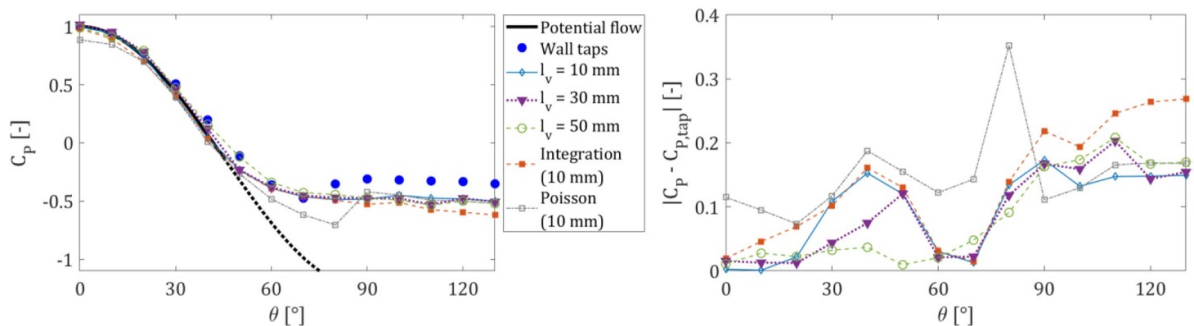 1
0.5
0
-0.5
-1
C_P [-]
0 30 60 90 120
θ [°]
Potential flow
Wall taps
l_v = 10 mm
l_v = 30 mm
l_v = 50 mm
Integration
(10 mm)
Poisson
(10 mm)
0.4
0.3
0.2
0.1
0
|C_P - C_P,tap| [-]
0 30 60 90 120
θ [°]